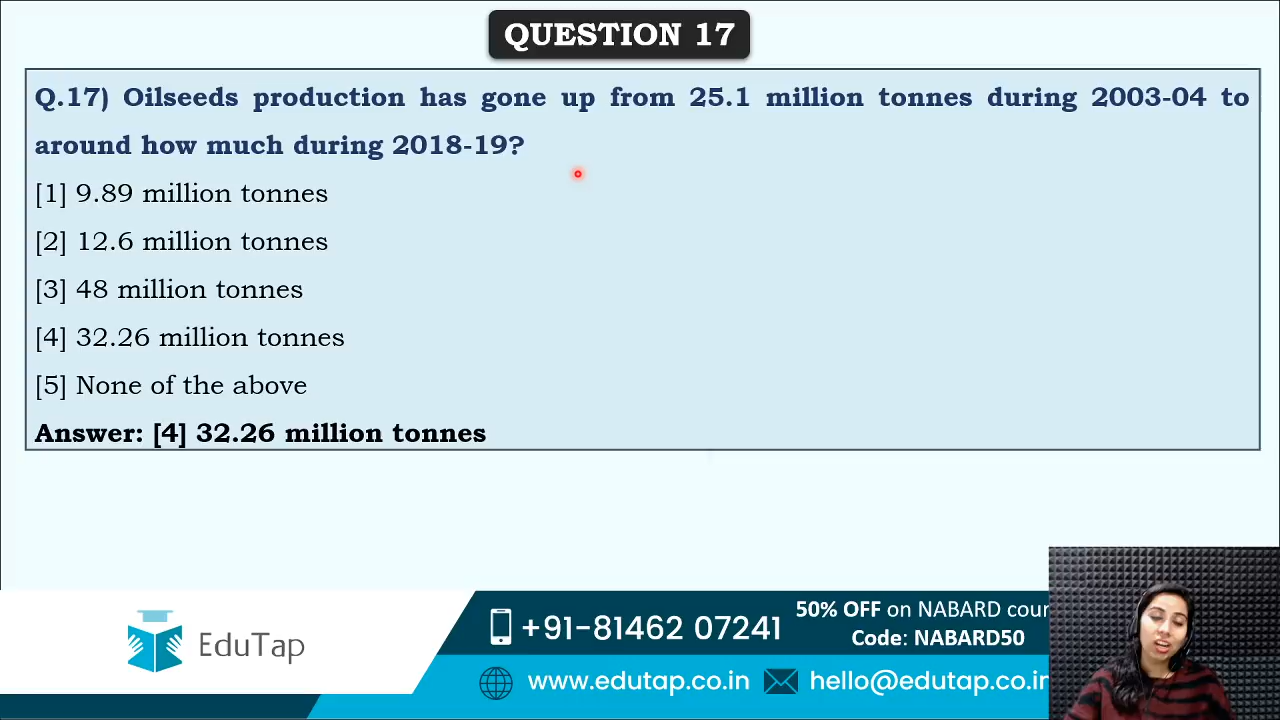 QUESTION 17
Q.17) Oilseeds production has gone up from 25.1 million tonnes during 2003-04 to
around how much during 2018-19?
[1] 9.89 million tonnes
[2] 12.6 million tonnes
[3] 48 million tonnes
[4] 32.26 million tonnes
[5] None of the above
Answer: [4] 32.26 million tonnes
EduTap
+91-81462 07241
50% OFF on NABARD cour
Code: NABARD50
www.edutap.co.in
hello@edutap.co.in